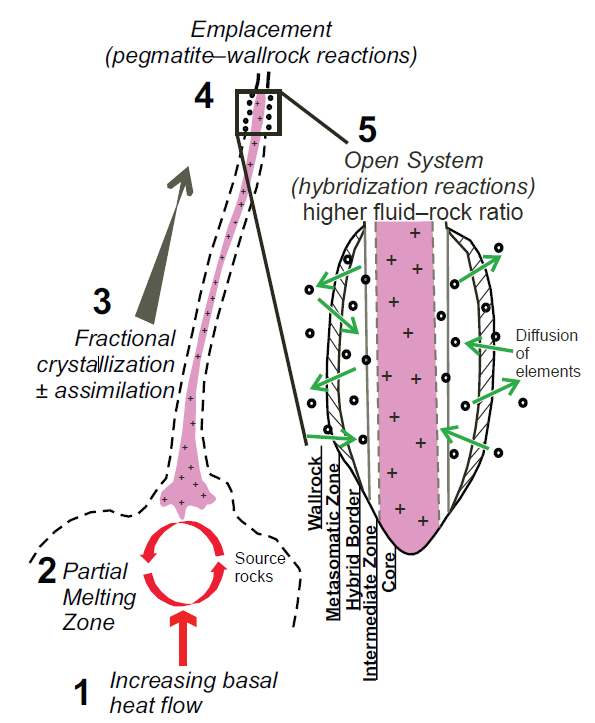 Emplacement
(pegmatite–wallrock reactions)
4
5
Open System
(hybridization reactions)
higher fluid–rock ratio
3
Fractional
crystallization
± assimilation
Diffusion
of
elements
Wallrock
Metasomatic Zone
Hybrid Border
Intermediate Zone
Core
2 Partial
Melting
Zone
Source
rocks
1 Increasing basal
heat flow